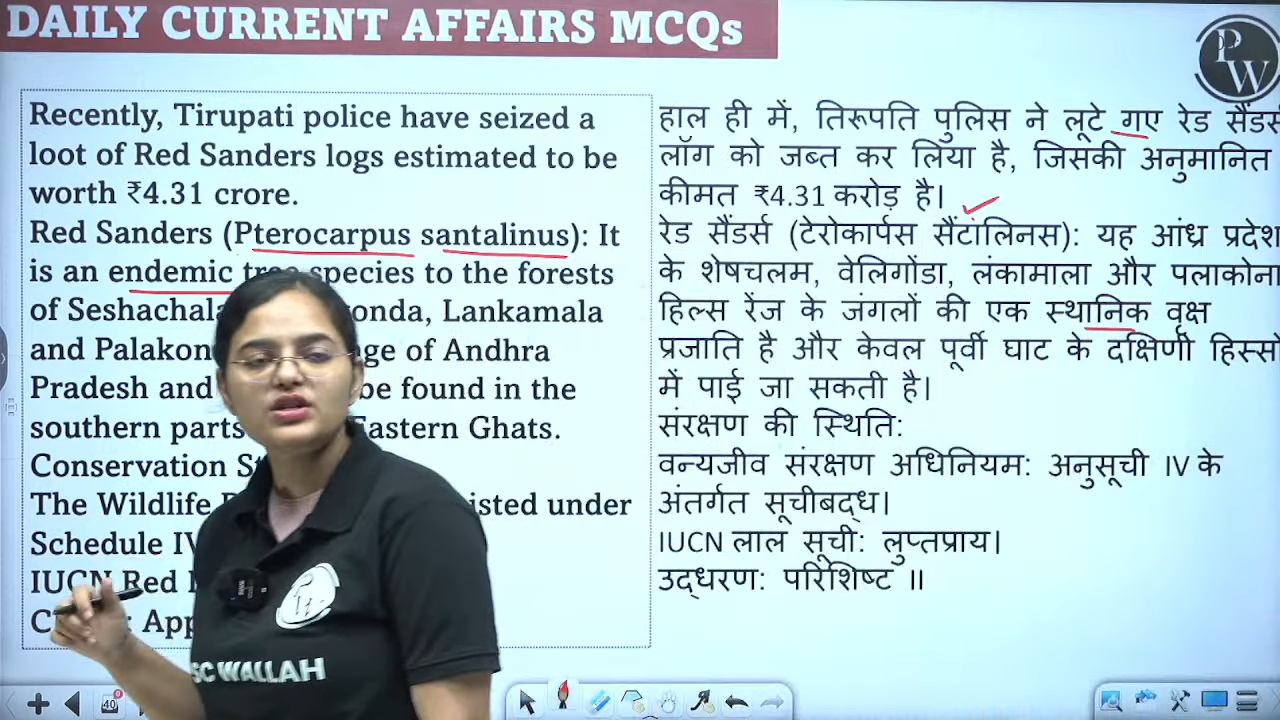 DAILY CURRENT AFFAIRS MCQs
PW
Recently, Tirupati police have seized a
loot of Red Sanders logs estimated to be
worth ₹4.31 crore.
Red Sanders (Pterocarpus santalinus): It
is an endemic tree species to the forests
of Seshachala onda, Lankamala
and Palakon ge of Andhra
Pradesh and be found in the
southern parts Eastern Ghats.
Conservation St
The Wildlife isted under
Schedule IV
IUCN Red
App
हाल ही में, तिरूपति पुलिस ने लूटे गए रेड सैंडर्स
लॉग को जब्त कर लिया है, जिसकी अनुमानित
कीमत ₹4.31 करोड़ है।
रेड सैंडर्स (टेरोकार्पस सैंटांलिनस): यह आंध्र प्रदेश
के शेषचलम, वेलिगोंडा, लंकामाला और पलाकोना
हिल्स रेंज के जंगलों की एक स्थानिक वृक्ष
प्रजाति है और केवल पूर्वी घाट के दक्षिणी हिस्सों
में पाई जा सकती है।
संरक्षण की स्थिति:
वन्यजीव संरक्षण अधिनियम: अनुसूची IV के
अंतर्गत सूचीबद्ध।
IUCN लाल सूची: लुप्तप्राय।
उद्धरण: परिशिष्ट II
SC WALLAH
40